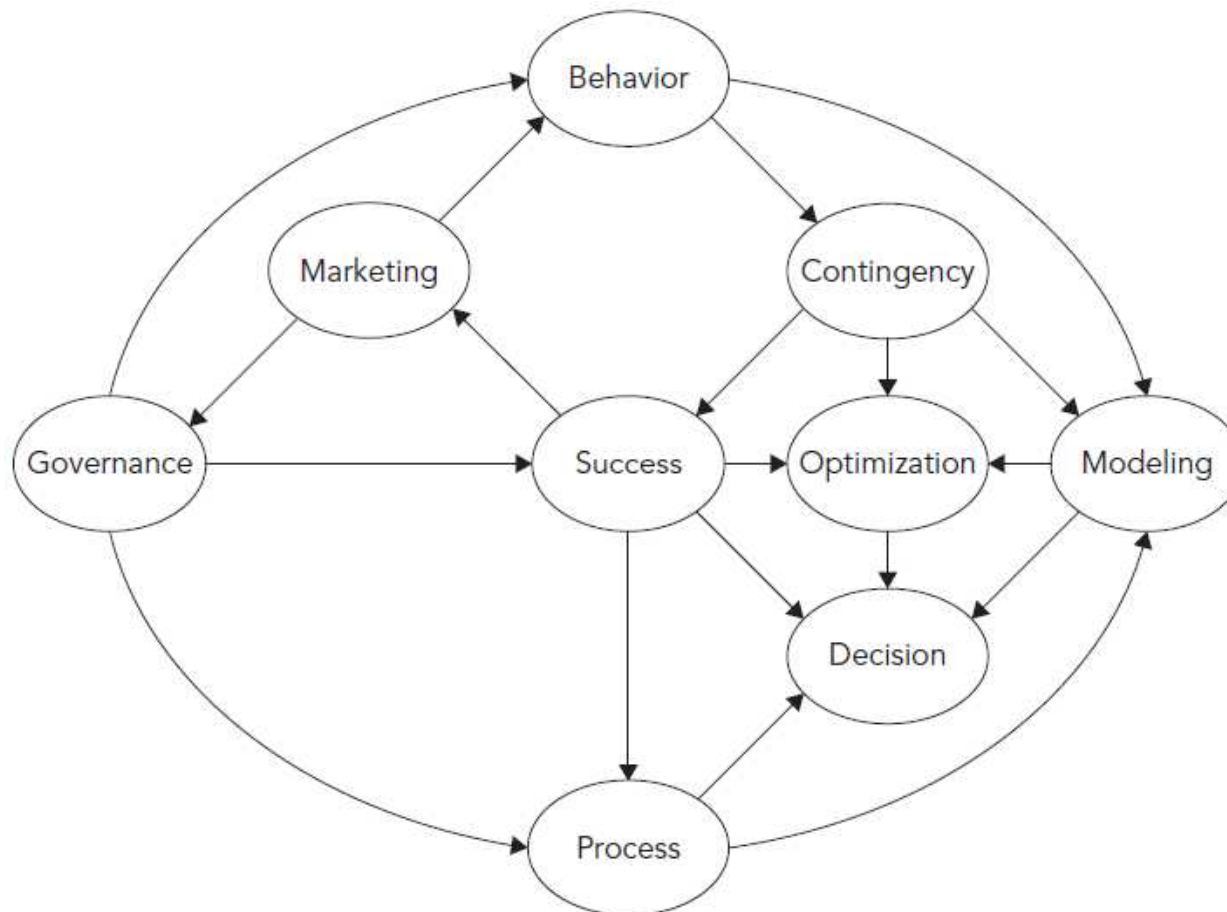 Behavior
Marketing
Contingency
Governance
Success
Optimization
Modeling
Decision
Process